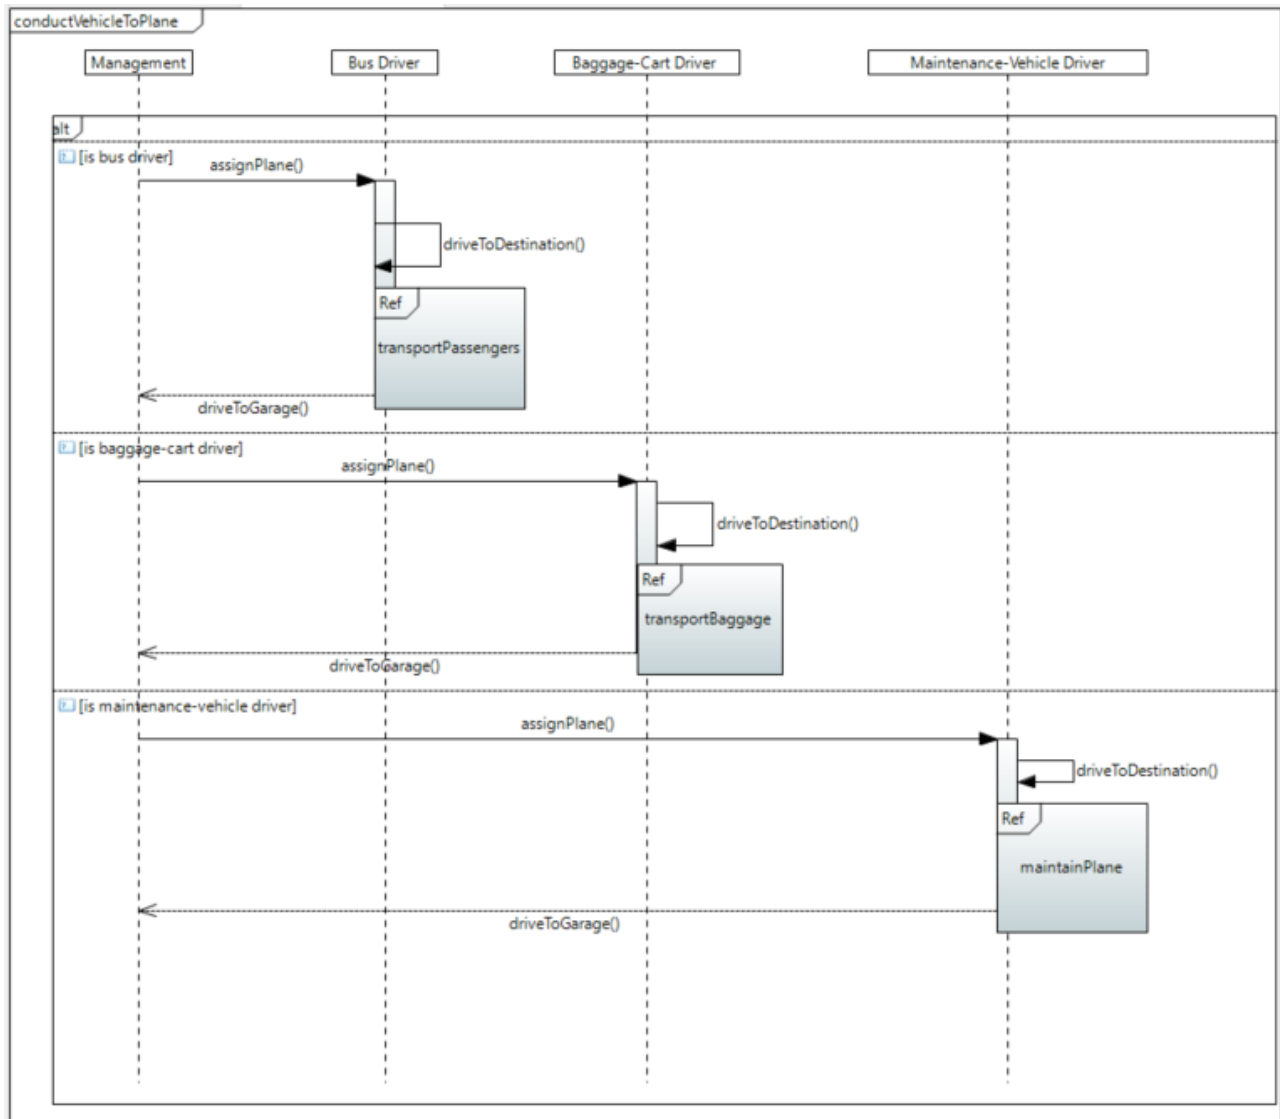 conductVehicleToPlane
Management
Bus Driver
Baggage-Cart Driver
Maintenance-Vehicle Driver
alt
[is bus driver]
assignPlane()
driveToDestination()
Ref
transportPassengers
driveToGarage()
[is baggage-cart driver]
assignPlane()
driveToDestination()
Ref
transportBaggage
driveToGarage()
[is maintenance-vehicle driver]
assignPlane()
driveToDestination()
Ref
maintainPlane
driveToGarage()